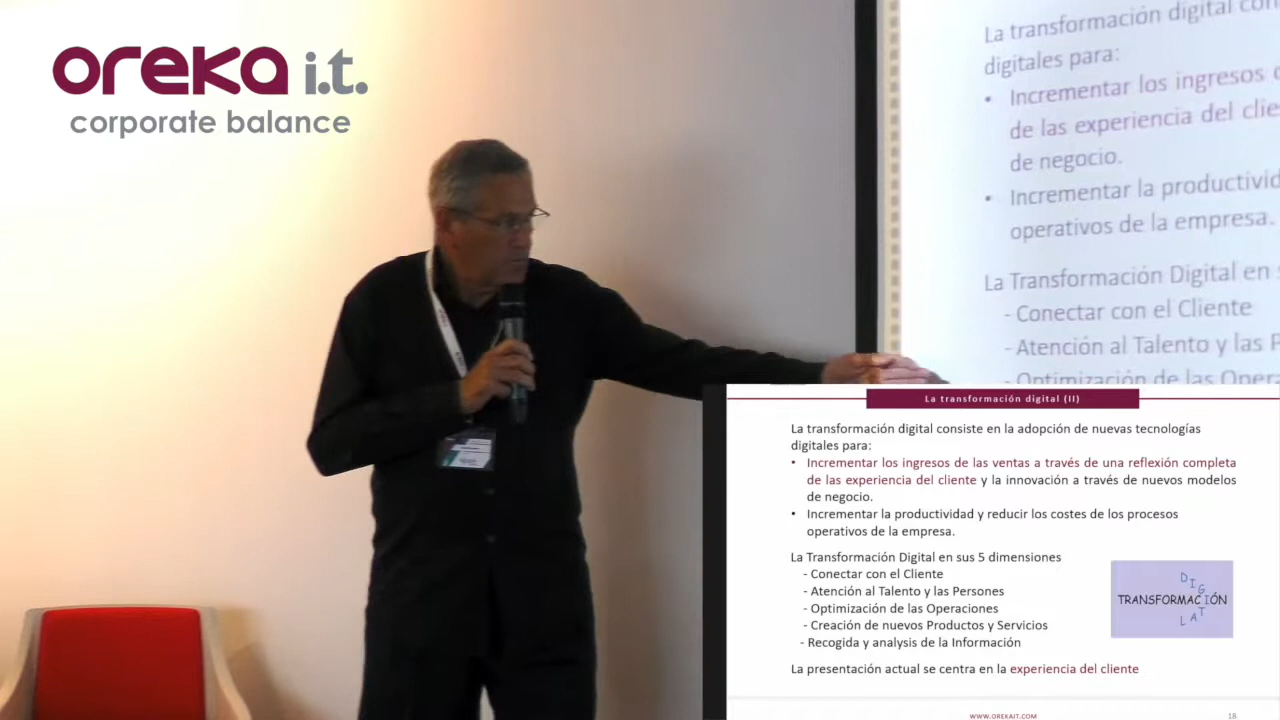 oreka i.t.
corporate balance
La transformación digital con
digitales para:
• Incrementar los ingresos d
de las experiencia del clie
de negocio.
• Incrementar la productivid
operativos de la empresa.
La Transformación Digital en s
- Conectar con el Cliente
- Atención al Talento y las P
- Optimización de las Opera
La transformación digital (II)
La transformación digital consiste en la adopción de nuevas tecnologías
digitales para:
• Incrementar los ingresos de las ventas a través de una reflexión completa
de las experiencia del cliente y la innovación a través de nuevos modelos
de negocio.
• Incrementar la productividad y reducir los costes de los procesos
operativos de la empresa.
La Transformación Digital en sus 5 dimensiones
- Conectar con el Cliente
- Atención al Talento y las Persones
- Optimización de las Operaciones
- Creación de nuevos Productos y Servicios
- Recogida y analysis de la Información
DIGITAL
TRANSFORMACIÓN
La presentación actual se centra en la experiencia del cliente
WWW.OREKAIT.COM
18